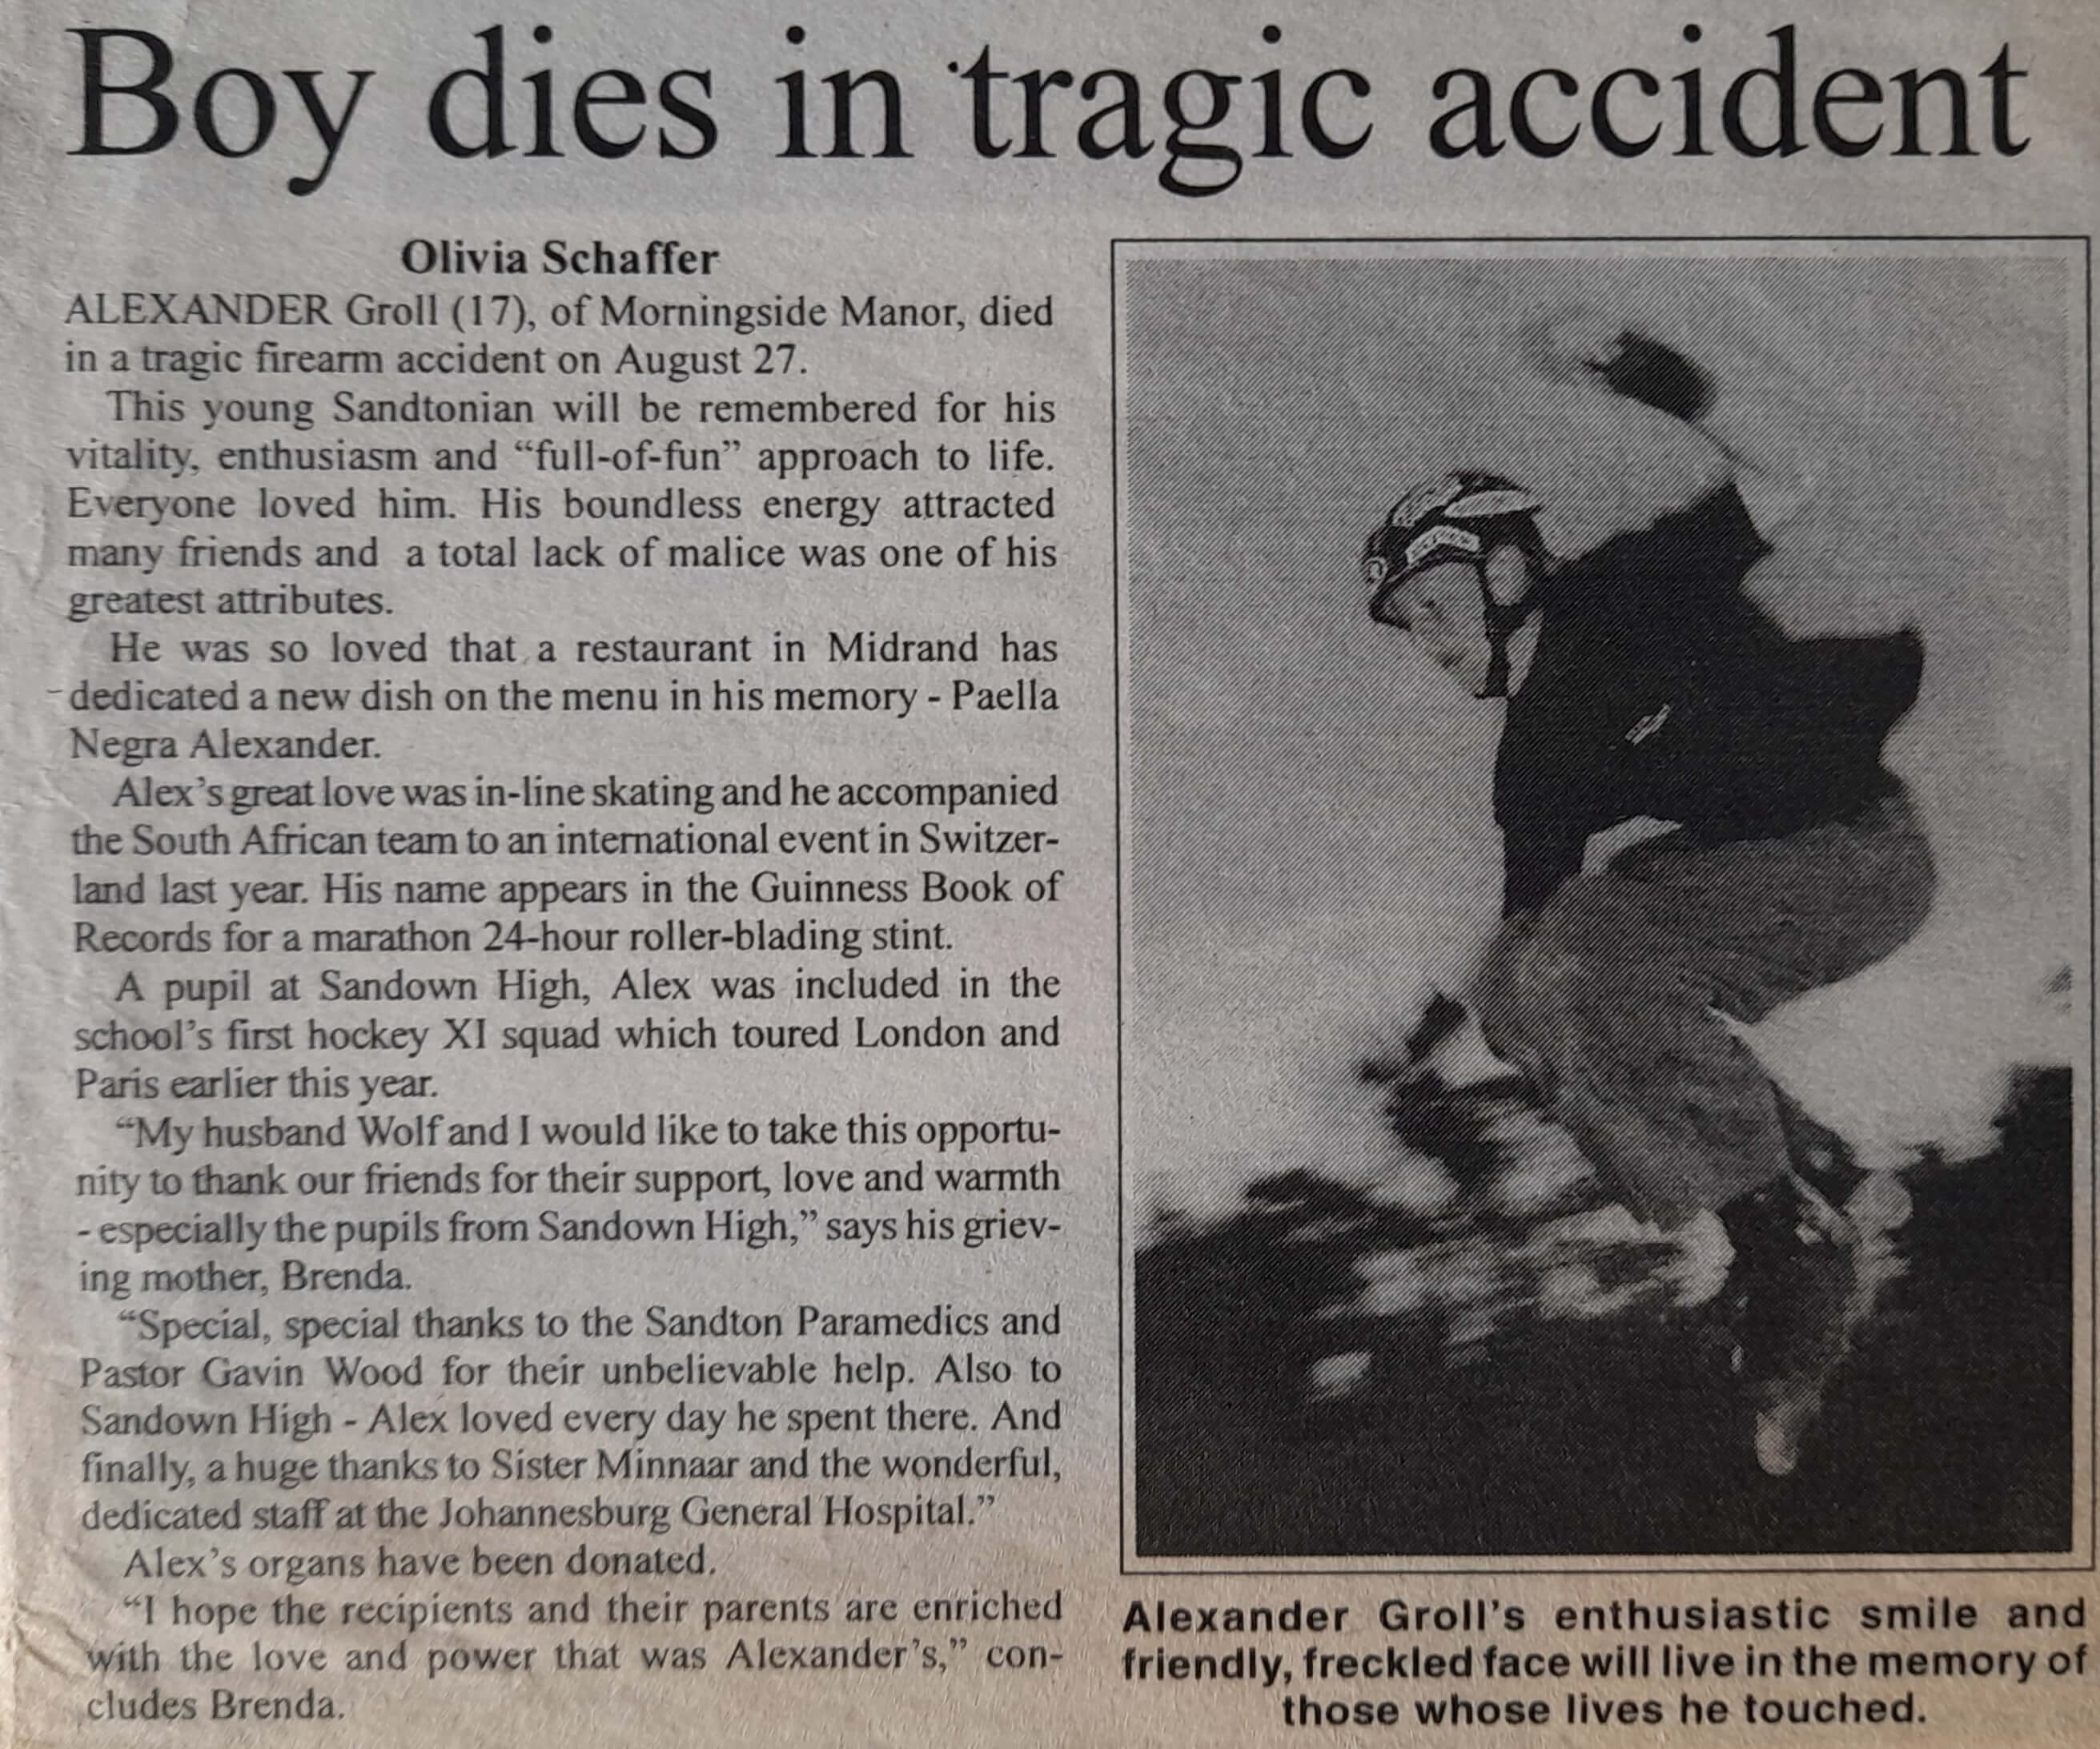 Boy dies in tragic accident
Olivia Schaffer
ALEXANDER Groll (17), of Morningside Manor, died
in a tragic firearm accident on August 27.
This young Sandtonian will be remembered for his
vitality, enthusiasm and “full-of-fun” approach to life.
Everyone loved him. His boundless energy attracted
many friends and a total lack of malice was one of his
greatest attributes.
He was so loved that a restaurant in Midrand has
dedicated a new dish on the menu in his memory - Paella
Negra Alexander.
Alex’s great love was in-line skating and he accompanied
the South African team to an international event in Switzer-
land last year. His name appears in the Guinness Book of
Records for a marathon 24-hour roller-blading stint.
A pupil at Sandown High, Alex was included in the
school’s first hockey XI squad which toured London and
Paris earlier this year.
“My husband Wolf and I would like to take this opportu-
nity to thank our friends for their support, love and warmth
- especially the pupils from Sandown High,” says his griev-
ing mother, Brenda.
“Special, special thanks to the Sandton Paramedics and
Pastor Gavin Wood for their unbelievable help. Also to
Sandown High - Alex loved every day he spent there. And
finally, a huge thanks to Sister Minnaar and the wonderful,
dedicated staff at the Johannesburg General Hospital.”
Alex’s organs have been donated.
“I hope the recipients and their parents are enriched
with the love and power that was Alexander’s,” con-
cludes Brenda.
Alexander Groll’s enthusiastic smile and
friendly, freckled face will live in the memory of
those whose lives he touched.